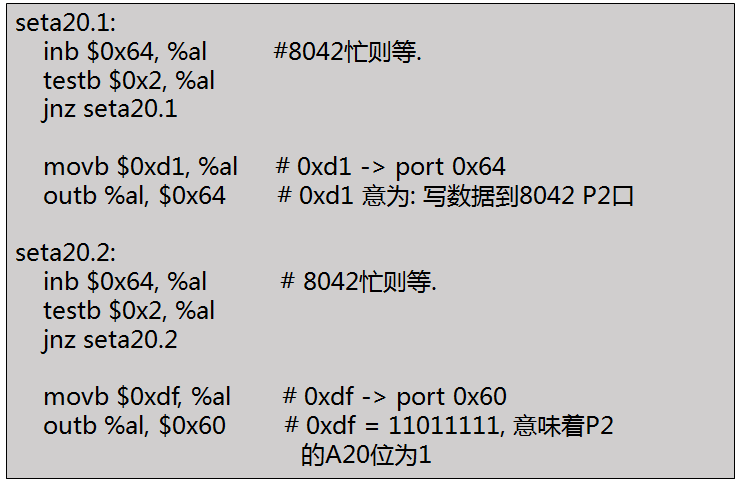 seta20.1:
inb $0x64, %al #8042忙则等.
testb $0x2, %al
jnz seta20.1
movb $0xd1, %al # 0xd1 -> port 0x64
outb %al, $0x64 # 0xd1 意为: 写数据到8042 P2口
seta20.2:
inb $0x64, %al # 8042忙则等.
testb $0x2, %al
jnz seta20.2
movb $0xdf, %al # 0xdf -> port 0x60
outb %al, $0x60 # 0xdf = 11011111, 意味着P2
的A20位为1